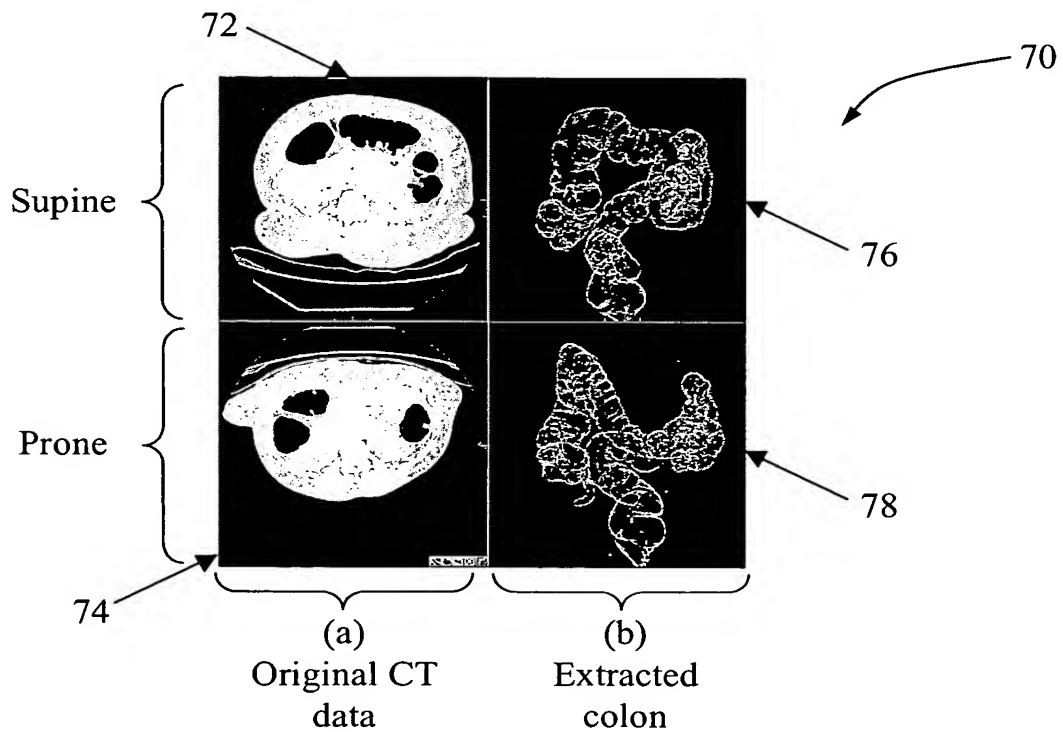 72
70
Supine
76
Prone
78
74
(a)
Original CT
data
(b)
Extracted
colon